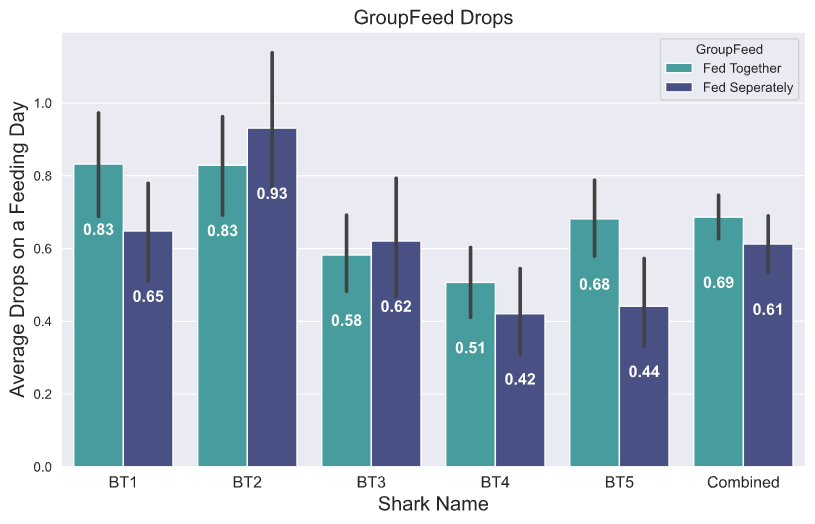 GroupFeed Drops
GroupFeed
Fed Together
Fed Seperately
Average Drops on a Feeding Day
1.0
0.8
0.6
0.4
0.2
0.0
0.83
0.65
0.83
0.93
0.58
0.62
0.51
0.42
0.68
0.44
0.69
0.61
BT1
BT2
BT3
BT4
BT5
Combined
Shark Name